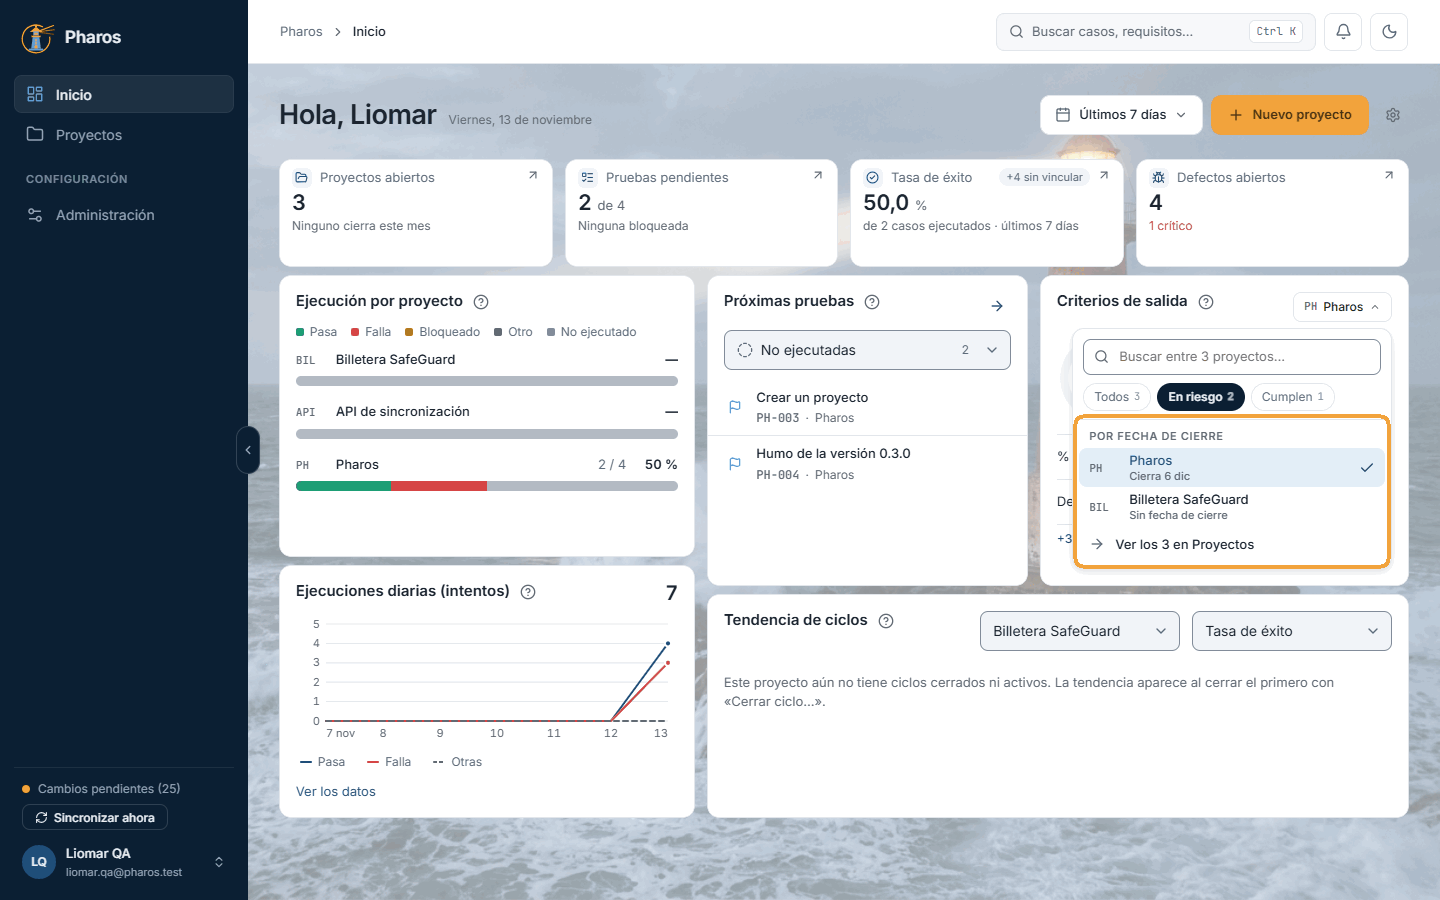 Pharos
Inicio
Proyectos
CONFIGURACIÓN
Administración
Cambios pendientes (25)
Sincronizar ahora
LQ
Liomar QA
liomar.qa@pharos.test
Pharos > Inicio
Buscar casos, requisitos...
Ctrl K
Hola, Liomar
Viernes, 13 de noviembre
Últimos 7 días
+ Nuevo proyecto
Proyectos abiertos
3
Ninguno cierra este mes
Pruebas pendientes
2 de 4
Ninguna bloqueada
Tasa de éxito
+4 sin vincular
50,0 %
de 2 casos ejecutados · últimos 7 días
Defectos abiertos
4
1 crítico
Ejecución por proyecto
Pasa Falla Bloqueado Otro No ejecutado
BIL Billetera SafeGuard —
API API de sincronización —
PH Pharos 2 / 4 50 %
Próximas pruebas
No ejecutadas 2
Crear un proyecto
PH-003 · Pharos
Humo de la versión 0.3.0
PH-004 · Pharos
Criterios de salida
PH Pharos
Buscar entre 3 proyectos...
Todos 3
En riesgo 2
Cumplen 1
%
De
+3
POR FECHA DE CIERRE
PH Pharos
Cierra 6 dic
BIL Billetera SafeGuard
Sin fecha de cierre
Ver los 3 en Proyectos
Ejecuciones diarias (intentos)
7
5
4
3
2
1
0
7 nov 8 9 10 11 12 13
Pasa Falla Otras
Ver los datos
Tendencia de ciclos
Billetera SafeGuard
Tasa de éxito
Este proyecto aún no tiene ciclos cerrados ni activos. La tendencia aparece al cerrar el primero con
«Cerrar ciclo...».